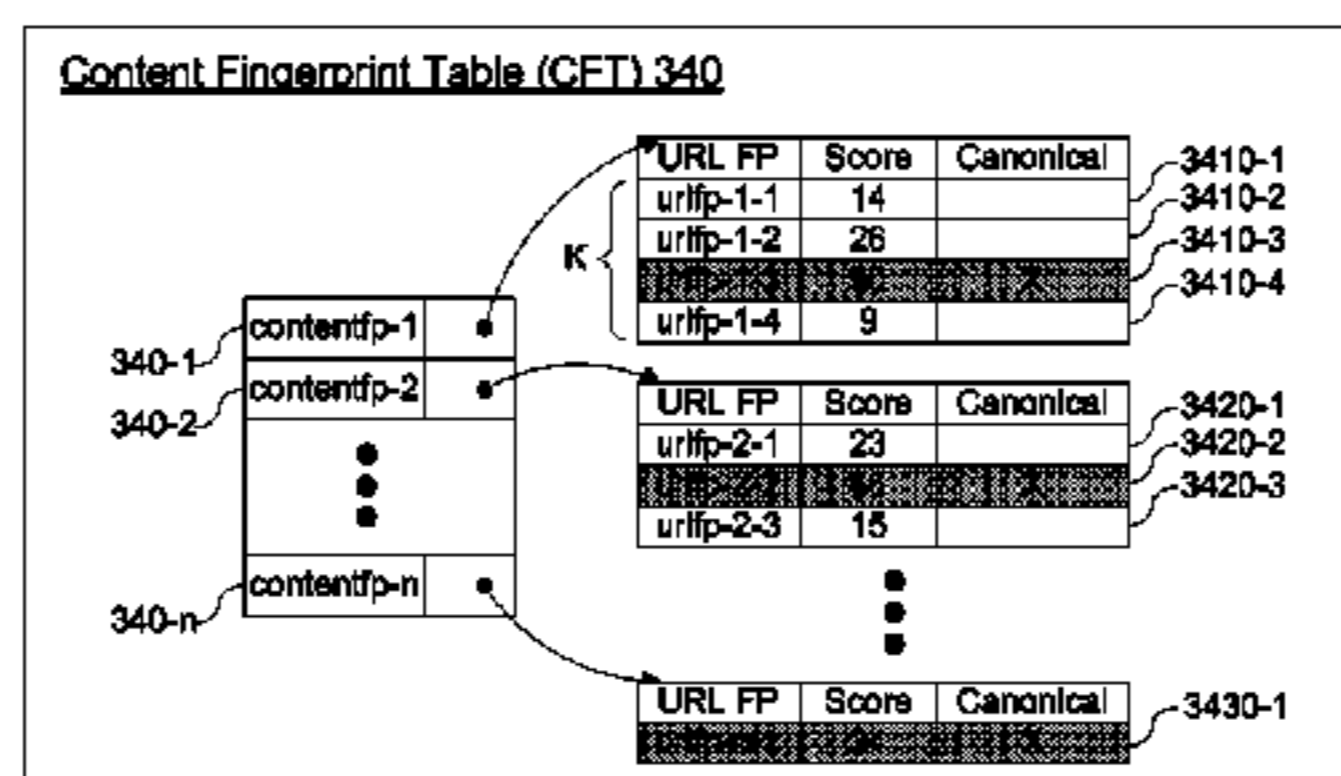 Content Fingerprint Table (CFT) 340
URL FP Score Canonical
urlfp-1-1 14
urlfp-1-2 26
urlfp-1-4 9
K
3410-1
3410-2
3410-3
3410-4
contentfp-1
contentfp-2
contentfp-n
340-1
340-2
340-n
URL FP Score Canonical
urlfp-2-1 23
urlfp-2-3 15
3420-1
3420-2
3420-3
URL FP Score Canonical
3430-1